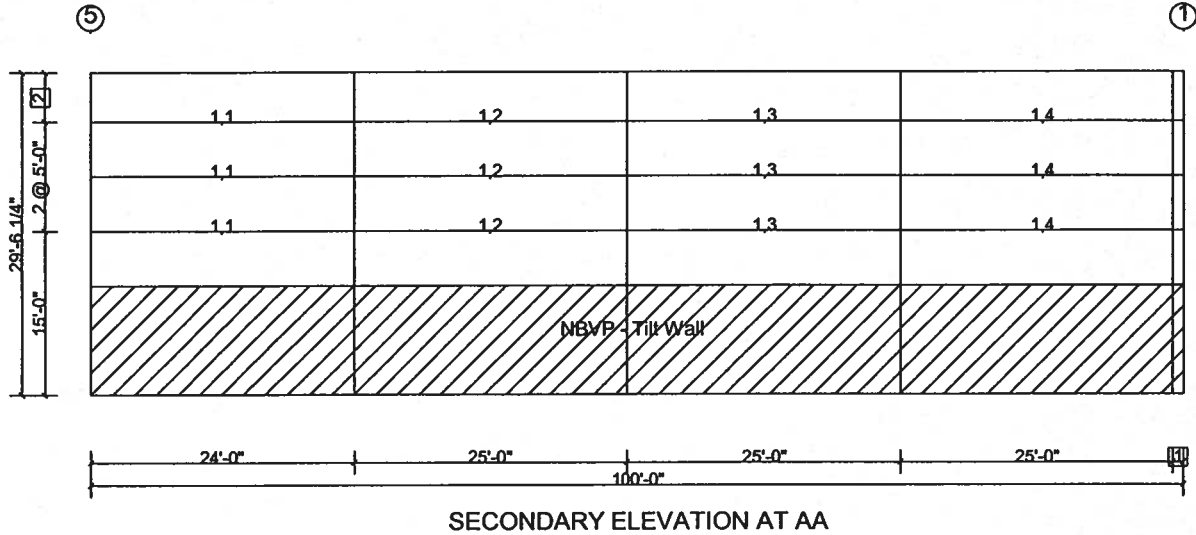 5 1
2
1,1 1,2 1,3 1,4
2 @ 5'-0"
1,1 1,2 1,3 1,4
29'-6 1/4"
1,1 1,2 1,3 1,4
15'-0"
NBVP - Tilt Wall
24'-0" 25'-0" 25'-0" 25'-0" 1
100'-0"
SECONDARY ELEVATION AT AA